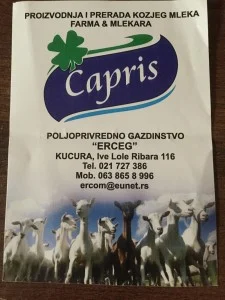 PROIZVODNJA I PRERADA KOZJEG MLEKA
FARMA & MLEKARA
Capris
POLJOPRIVREDNO GAZDINSTVO
"ERCEG"
KUCURA, Ive Lole Ribara 116
Tel. 021 727 386
Mob. 063 865 8 996
ercom@eunet.rs